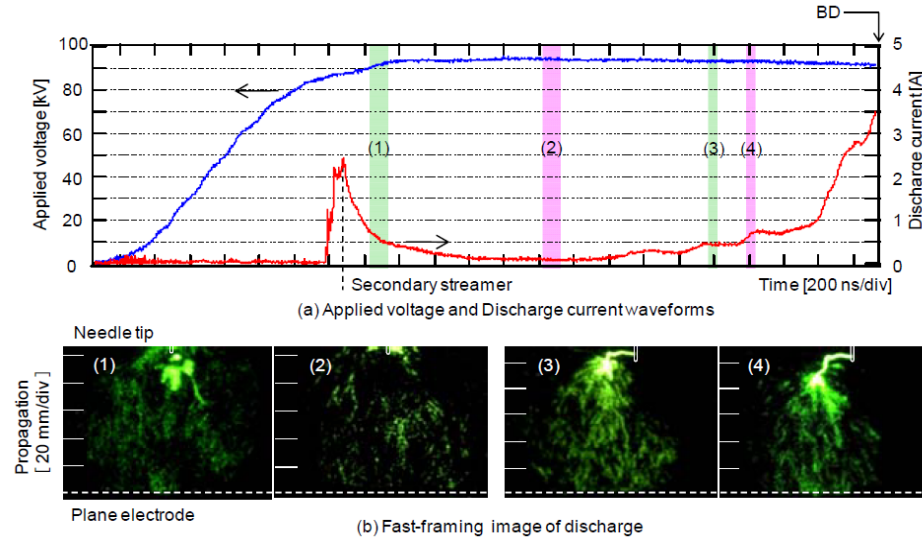 BD
100
80
60
40
20
0
Applied voltage [kV]
5
4
3
2
1
0
Discharge current [A]
(1)
(2)
(3)
(4)
Secondary streamer
Time [200 ns/div]
(a) Applied voltage and Discharge current waveforms
Needle tip
(1)
(2)
(3)
(4)
Propagation
[ 20 mm/div]
Plane electrode
(b) Fast-framing image of discharge